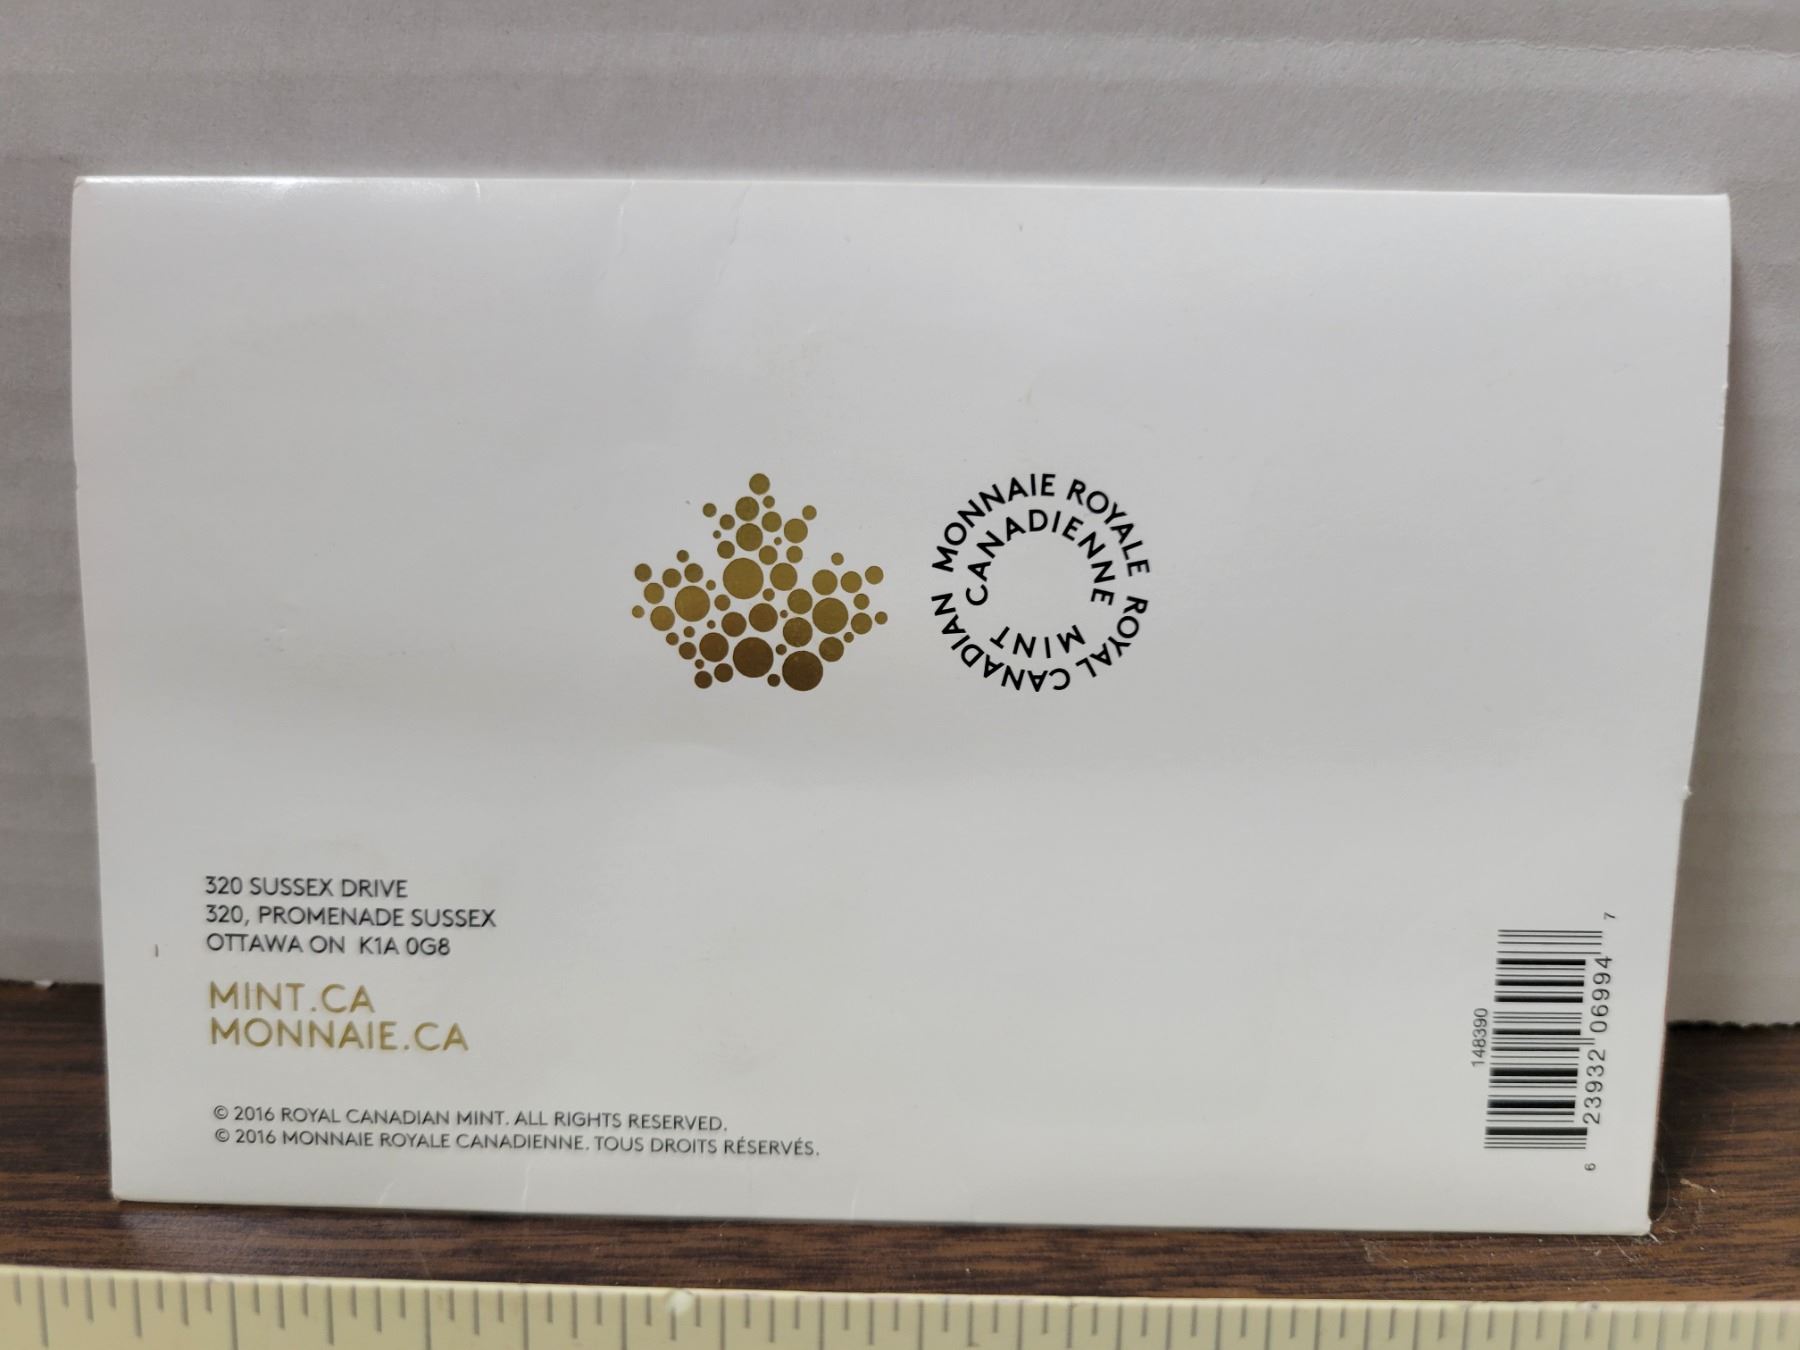 MONNAIE ROYALE
CANADIENNE
ROYAL CANADIAN
MINT
320 SUSSEX DRIVE
320, PROMENADE SUSSEX
OTTAWA ON K1A 0G8
MINT.CA
MONNAIE.CA
© 2016 ROYAL CANADIAN MINT. ALL RIGHTS RESERVED.
© 2016 MONNAIE ROYALE CANADIENNE. TOUS DROITS RÉSERVÉS.
148390
6 23932 06994 7